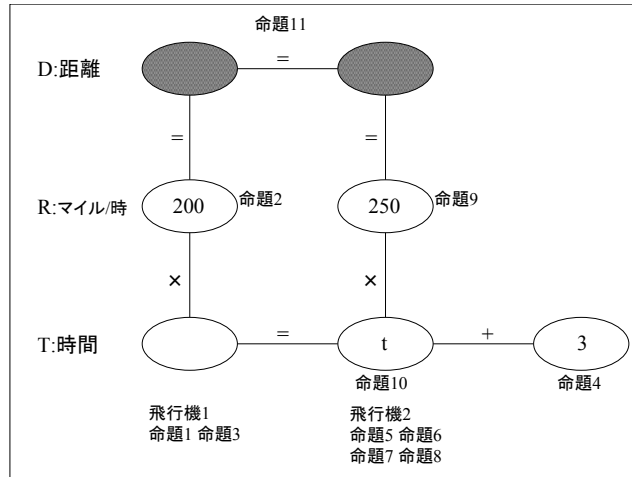 命題11
D:距離
=
=
=
R:マイル/時
200
命題2
250
命題9
×
×
T:時間
=
t
+
3
命題10
命題4
飛行機1
命題1 命題3
飛行機2
命題5 命題6
命題7 命題8